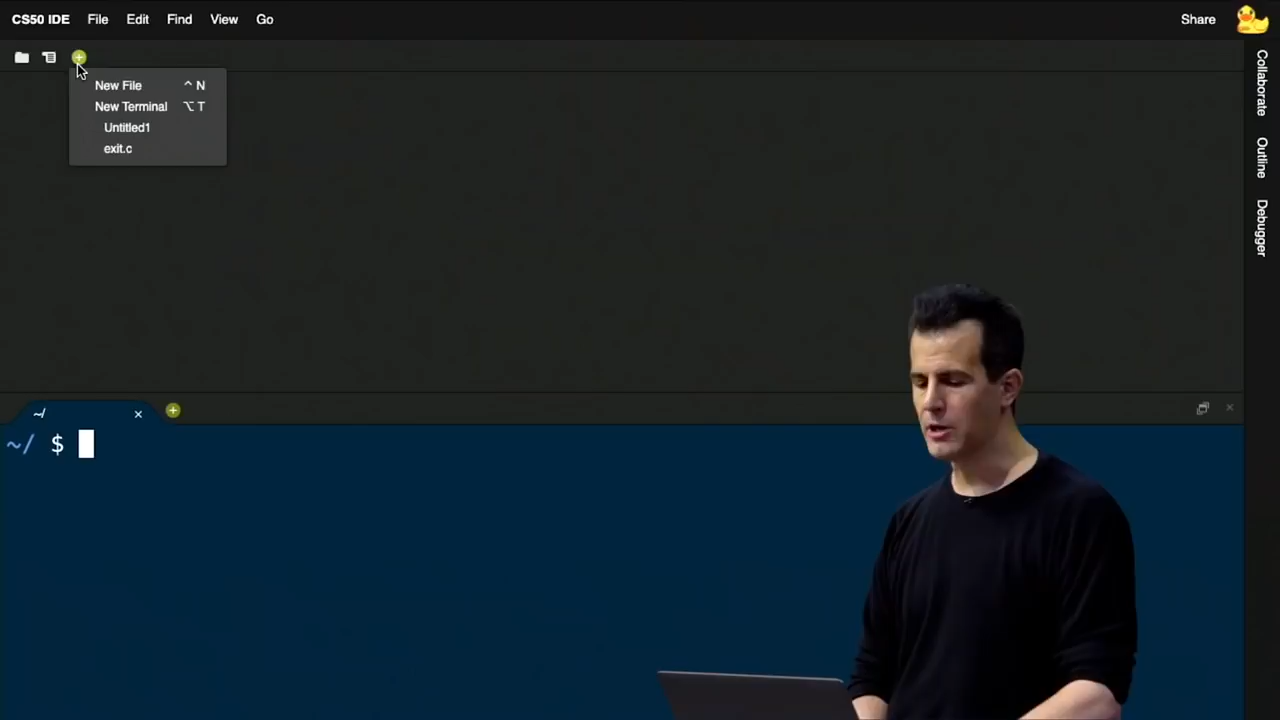 CS50 IDE File Edit Find View Go Share
New File ^ N
New Terminal ⌥ T
Untitled1
exit.c
Collaborate
Outline
Debugger
~/
~/ $